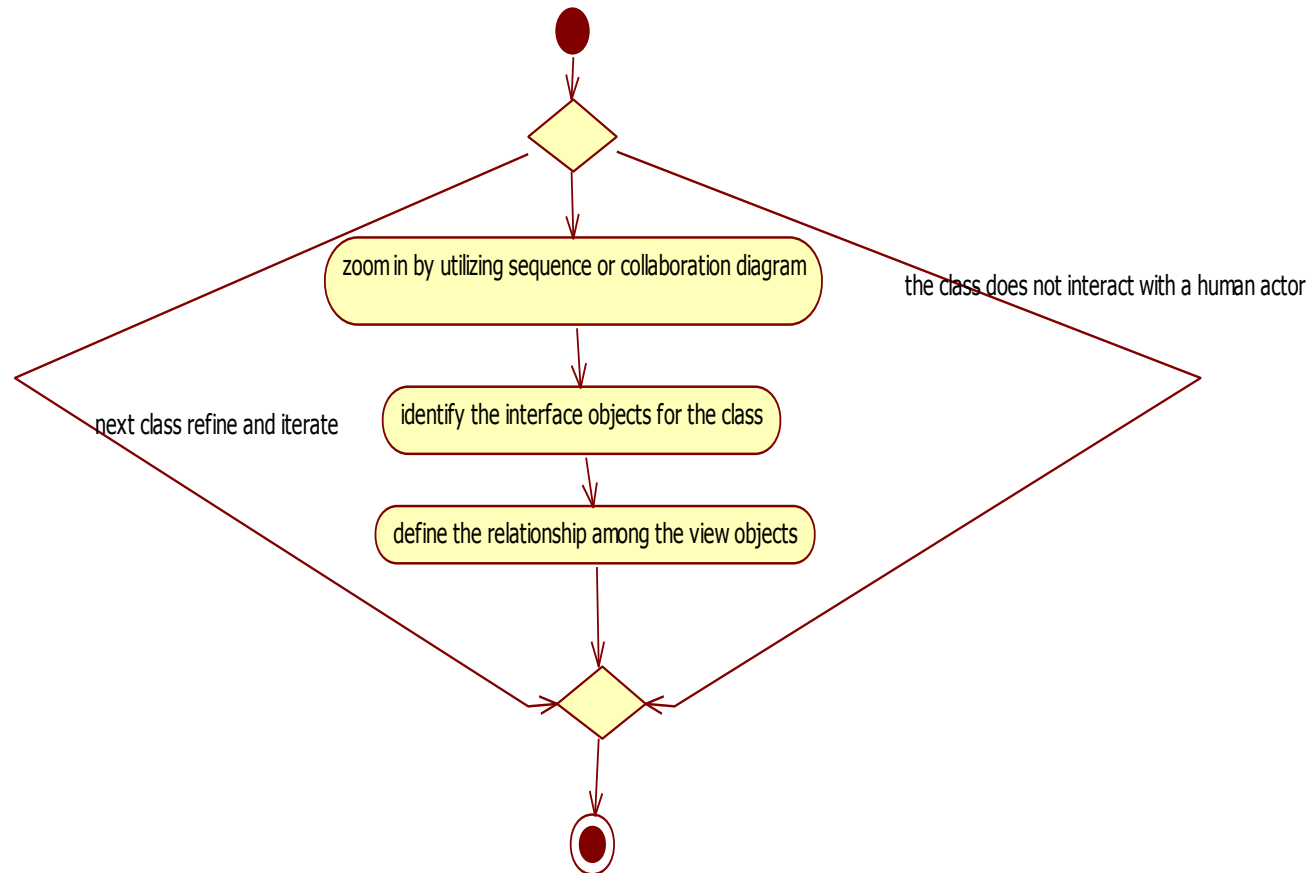 zoom in by utilizing sequence or collaboration diagram
the class does not interact with a human actor
identify the interface objects for the class
next class refine and iterate
define the relationship among the view objects